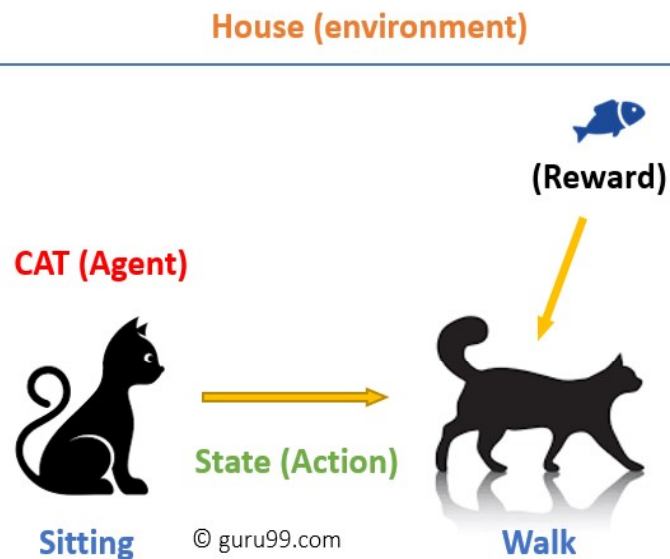 House (environment)
(Reward)
CAT (Agent)
State (Action)
Sitting
© guru99.com
Walk